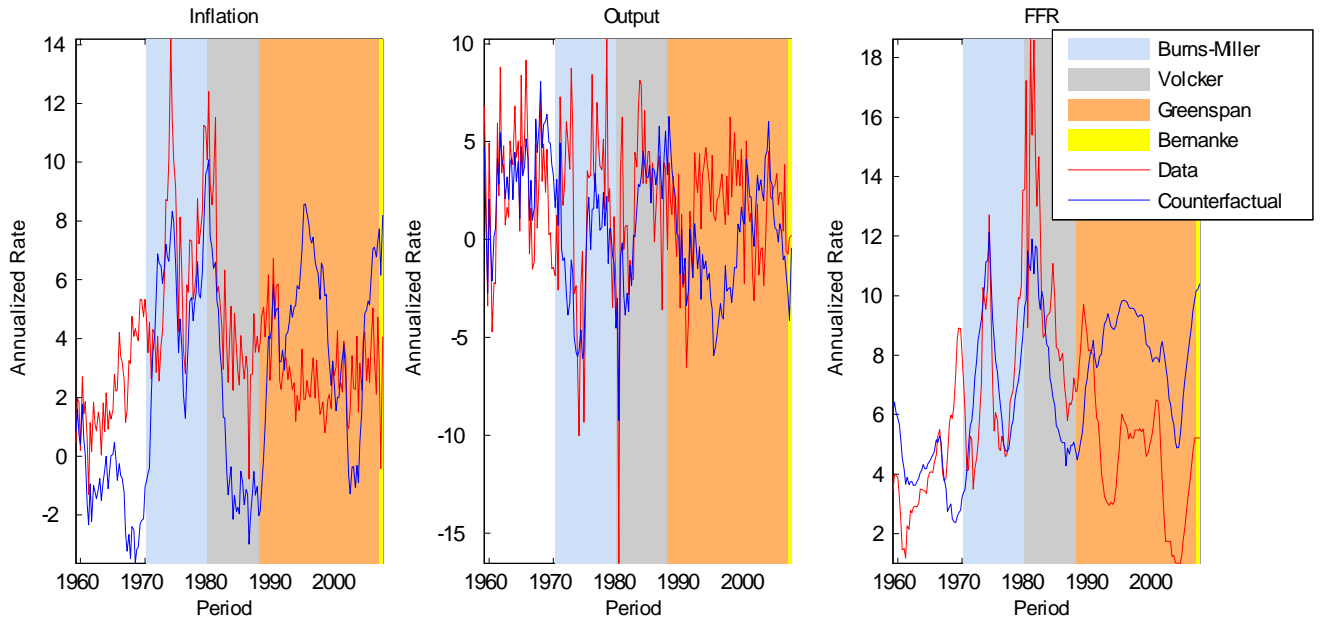 Inflation
Output
FFR
Annualized Rate
14
12
10
8
6
4
2
0
-2
1960 1970 1980 1990 2000
Period
Annualized Rate
10
5
0
-5
-10
-15
1960 1970 1980 1990 2000
Period
Annualized Rate
18
16
14
12
10
8
6
4
2
1960 1970 1980 1990 2000
Period
Burns-Miller
Volcker
Greenspan
Bernanke
Data
Counterfactual